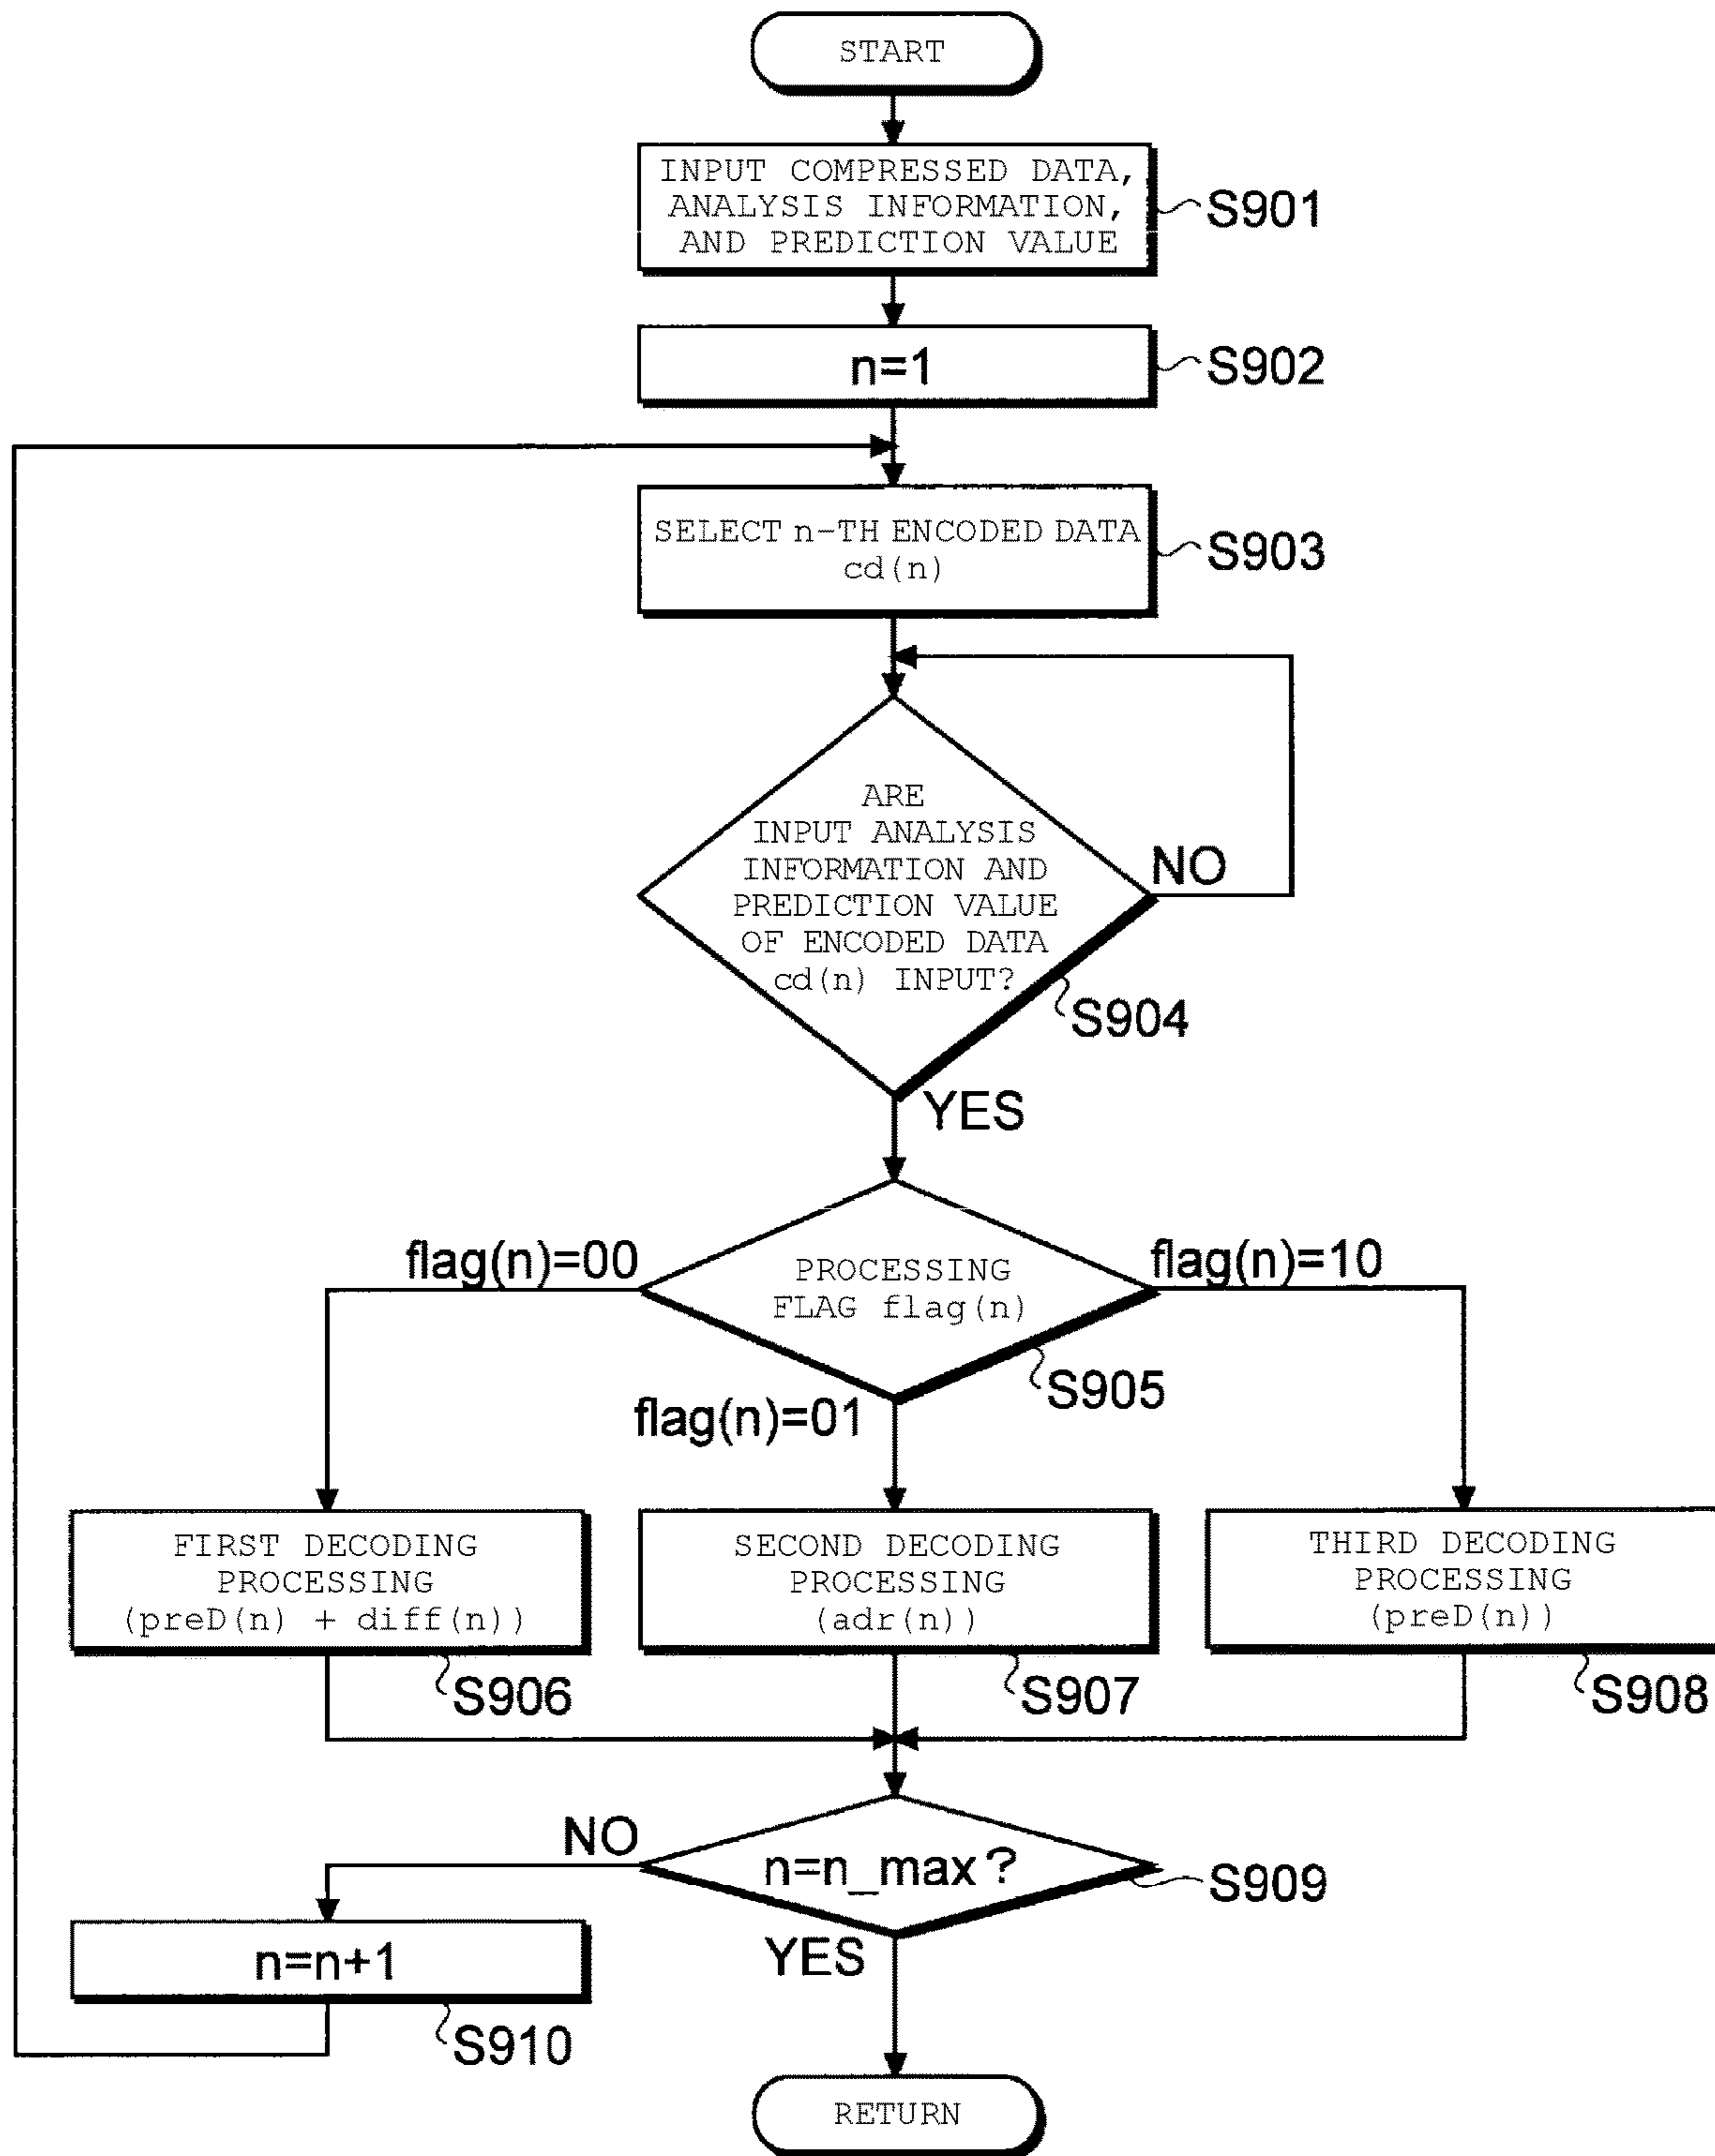 START
INPUT COMPRESSED DATA,
ANALYSIS INFORMATION,
AND PREDICTION VALUE
S901
n=1
S902
SELECT n-TH ENCODED DATA
cd(n)
S903
ARE
INPUT ANALYSIS
INFORMATION AND
PREDICTION VALUE
OF ENCODED DATA
cd(n) INPUT?
NO
S904
YES
flag(n)=00
PROCESSING
FLAG flag(n)
flag(n)=10
S905
flag(n)=01
FIRST DECODING
PROCESSING
(preD(n) + diff(n))
S906
SECOND DECODING
PROCESSING
(adr(n))
S907
THIRD DECODING
PROCESSING
(preD(n))
S908
NO
n=n_max?
S909
YES
n=n+1
S910
RETURN